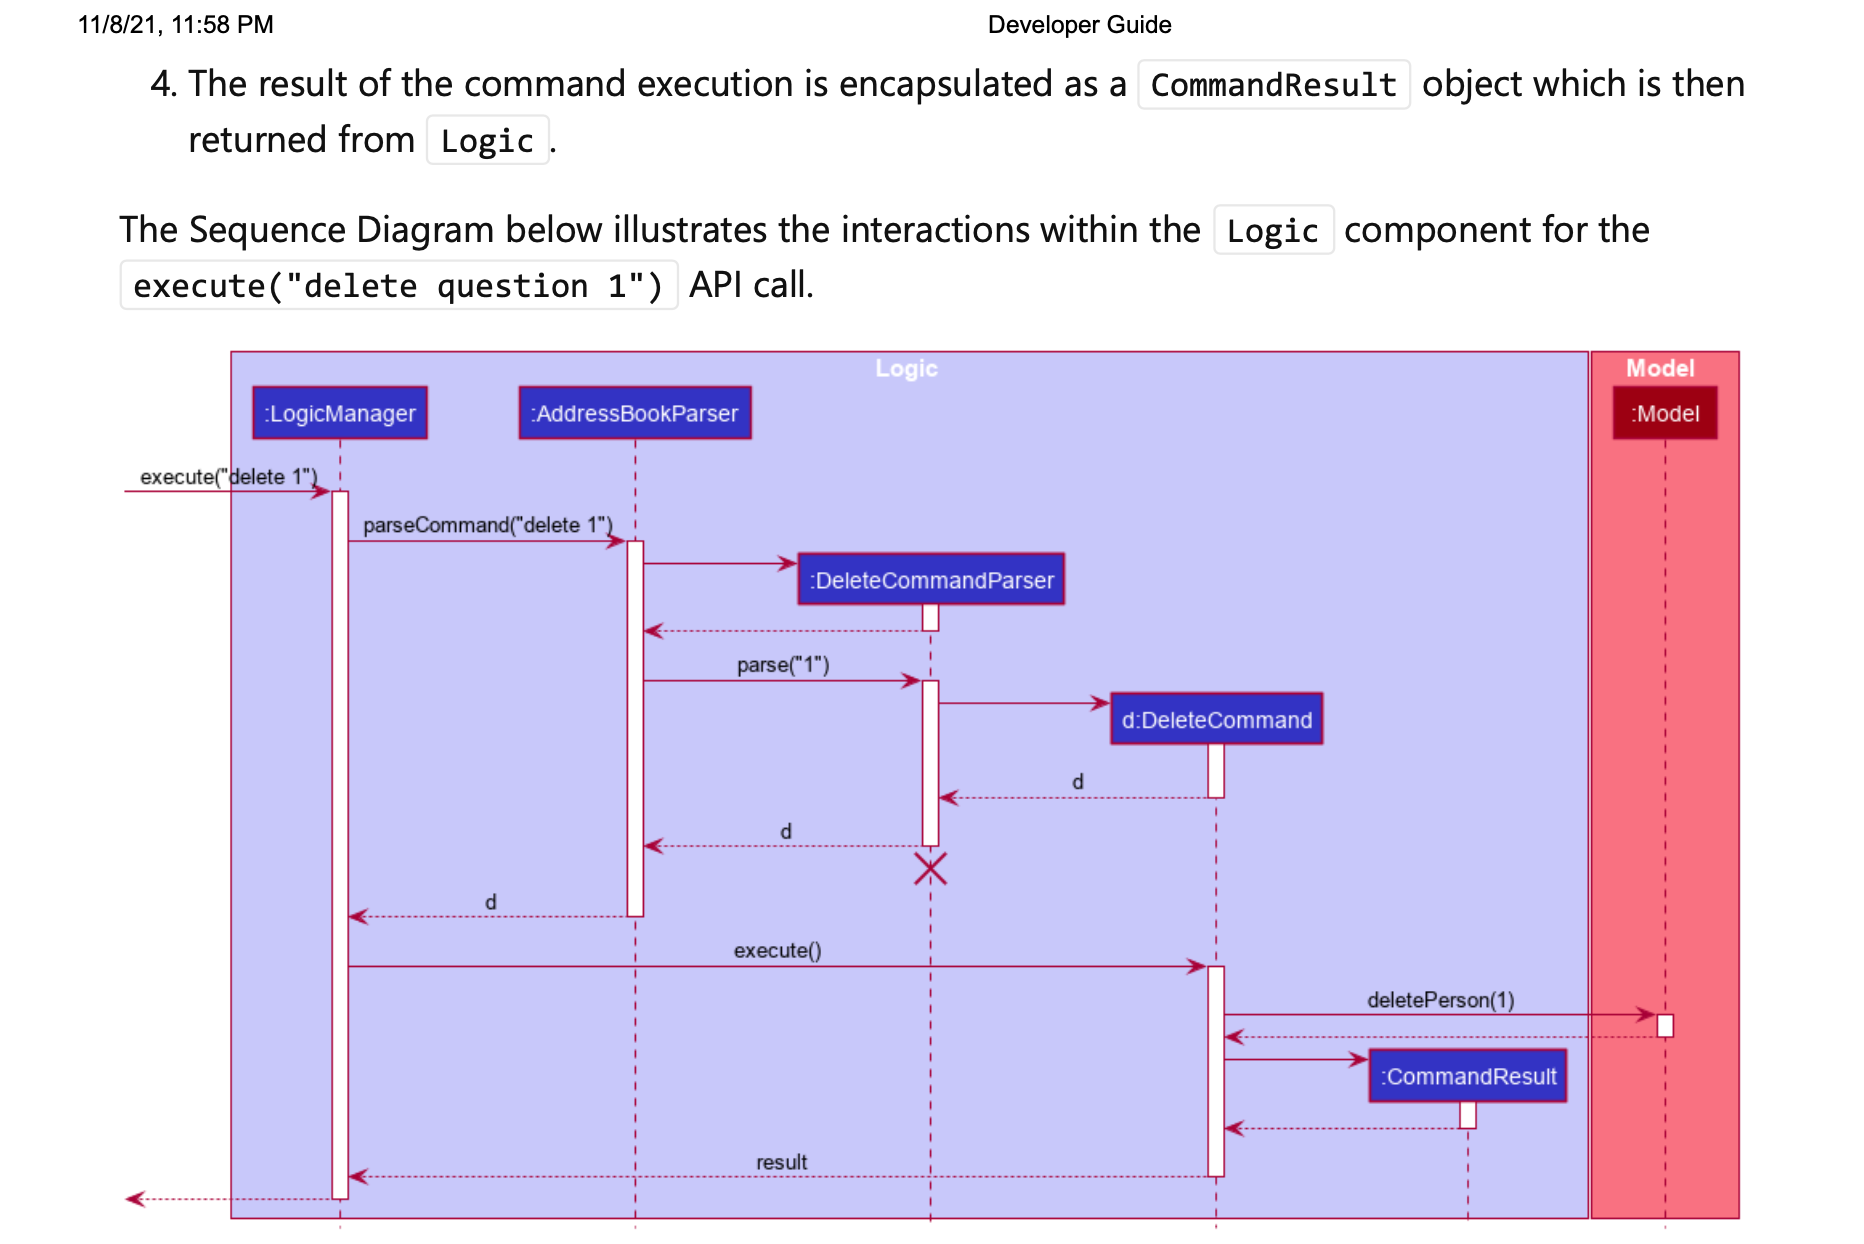 11/8/21, 11:58 PM
Developer Guide
4. The result of the command execution is encapsulated as a CommandResult object which is then
returned from Logic .
The Sequence Diagram below illustrates the interactions within the Logic component for the
execute("delete question 1") API call.
Logic
Model
:LogicManager
:AddressBookParser
:Model
execute("delete 1")
parseCommand("delete 1")
:DeleteCommandParser
parse("1")
d:DeleteCommand
d
d
d
execute()
deletePerson(1)
:CommandResult
result